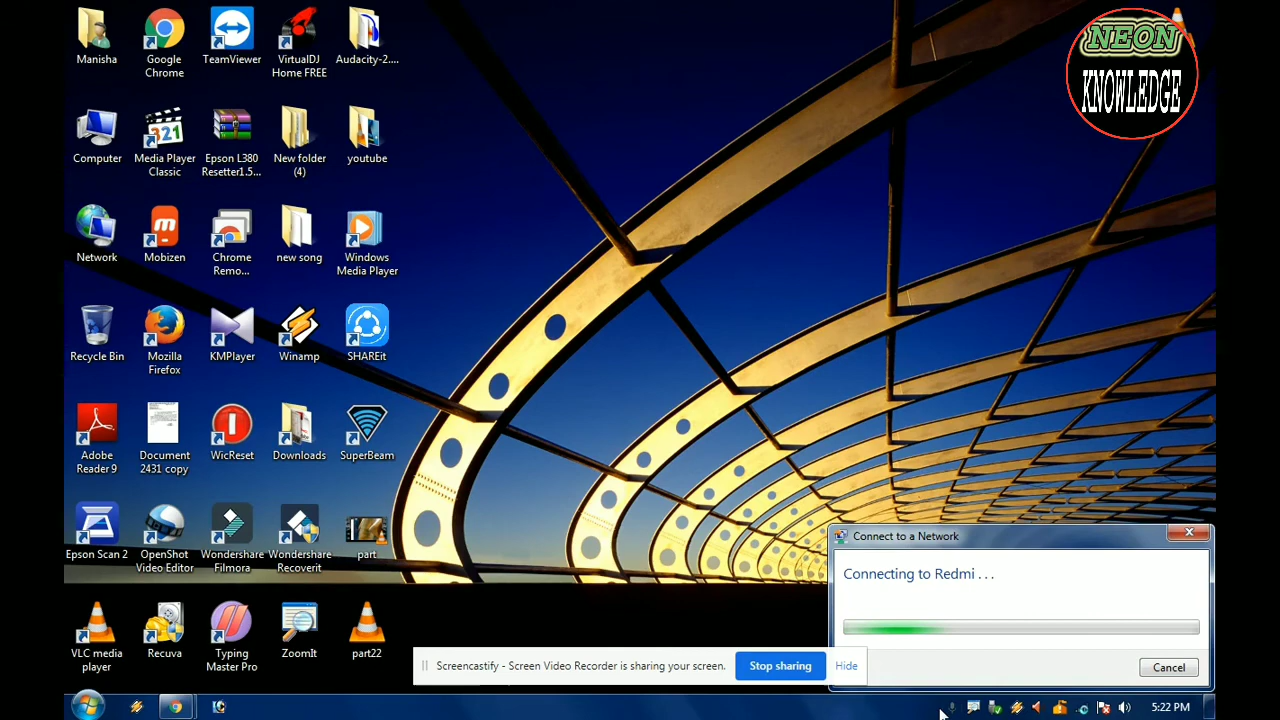 Manisha
Google
Chrome
TeamViewer
VirtualDJ
Home FREE
Audacity-2....
NEON
KNOWLEDGE
Computer
Media Player
Classic
Epson L380
Resetter1.5...
New folder
(4)
youtube
Network
Mobizen
Chrome
Remo...
new song
Windows
Media Player
Recycle Bin
Mozilla
Firefox
KMPlayer
Winamp
SHAREit
Adobe
Reader 9
Document
2431 copy
WicReset
Downloads
SuperBeam
Epson Scan 2
OpenShot
Video Editor
Wondershare
Filmora
Wondershare
Recoverit
part
VLC media
player
Recuva
Typing
Master Pro
ZoomIt
part22
Connect to a Network
Connecting to Redmi . . .
Cancel
Screencastify - Screen Video Recorder is sharing your screen.
Stop sharing
Hide
5:22 PM